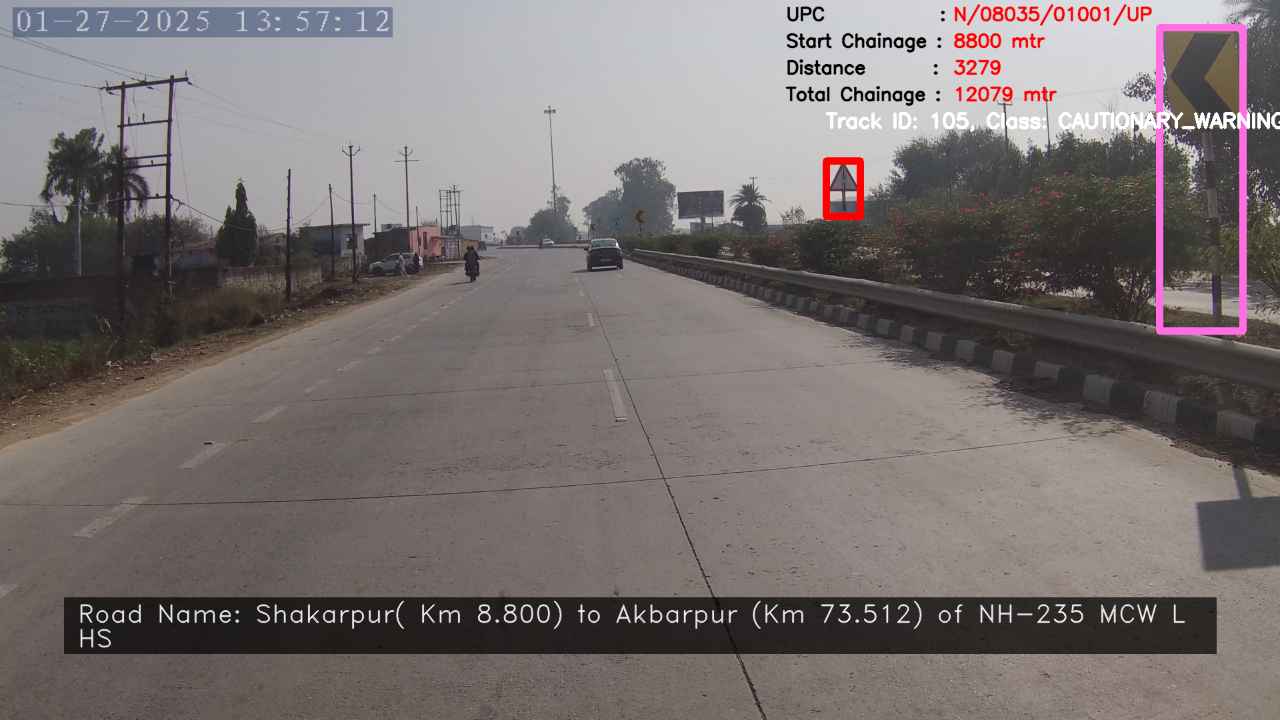 01-27-2025 13:57:12
UPC : N/08035/01001/UP
Start Chainage : 8800 mtr
Distance : 3279
Total Chainage : 12079 mtr
Track ID: 105, Class: CAUTIONARY_WARNING
Road Name: Shakarpur( Km 8.800) to Akbarpur (Km 73.512) of NH-235 MCW L
HS